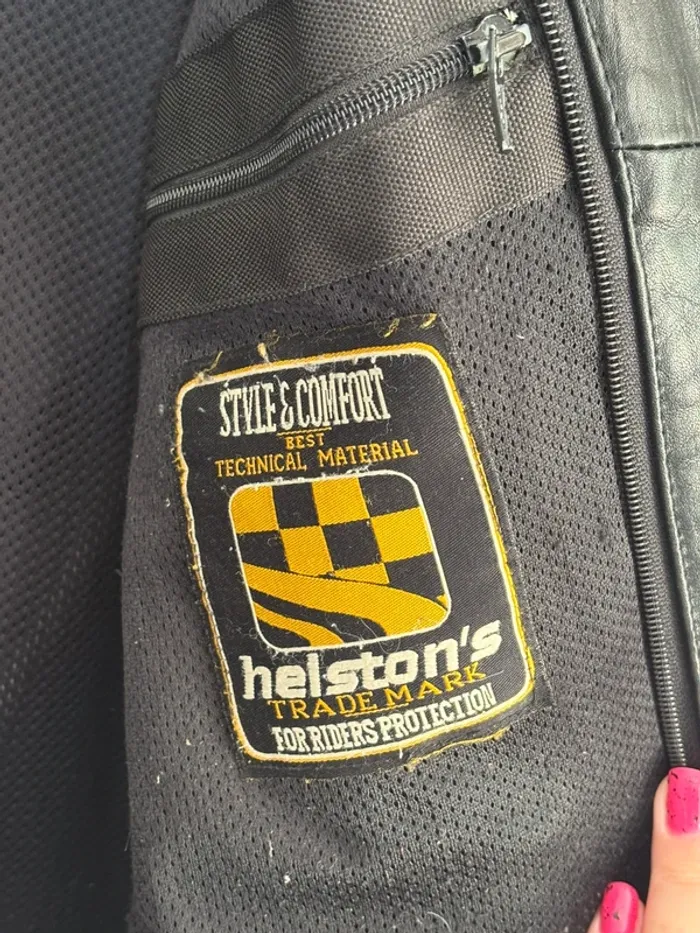 STYLE & COMFORT
BEST
TECHNICAL MATERIAL
helston's
TRADE MARK
FOR RIDERS PROTECTION